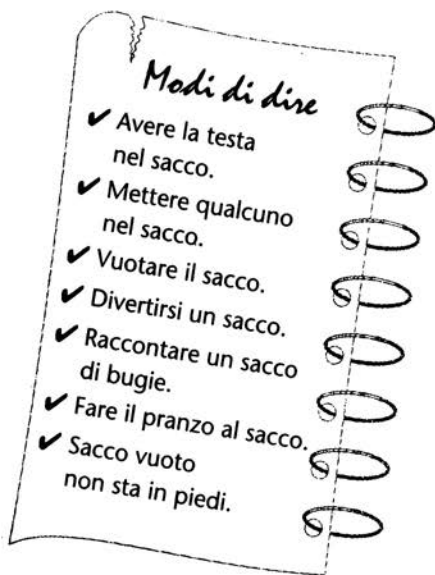 Modi di dire
✔ Avere la testa
nel sacco.
✔ Mettere qualcuno
nel sacco.
✔ Vuotare il sacco.
✔ Divertirsi un sacco.
✔ Raccontare un sacco
di bugie.
✔ Fare il pranzo al sacco.
✔ Sacco vuoto
non sta in piedi.